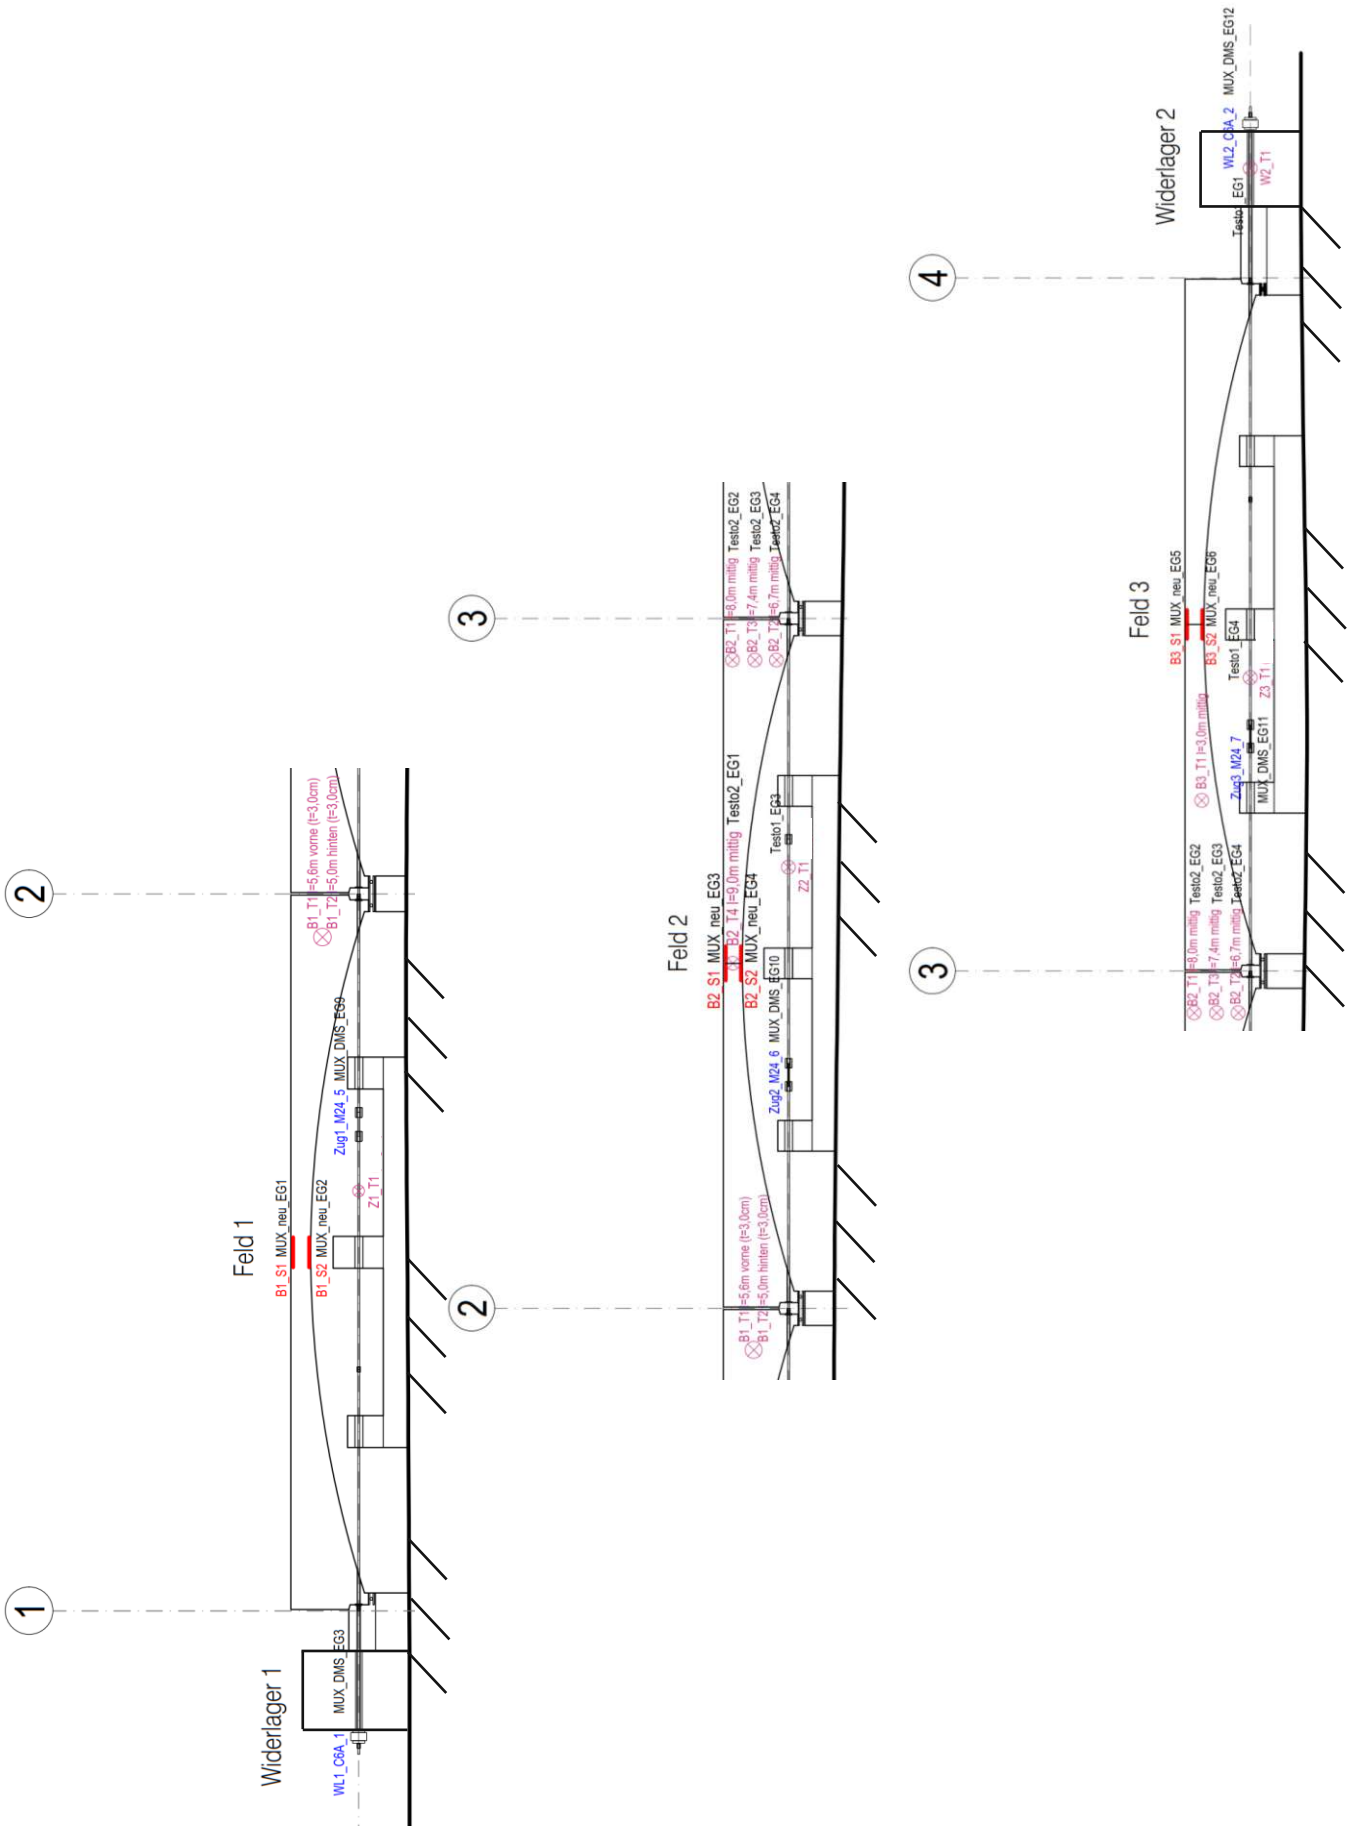 1
2
Widerlager 1
WL1_C6A_1
MUX_DMS_EG3
Feld 1
B1_S1 MUX_neu_EG1
B1_S2 MUX_neu_EG2
Z1_T1
Zug1_M24_5 MUX_DMS_EG9
B1_T1 l=5,6m vorne (t=3,0cm)
B1_T2 l=5,0m hinten (t=3,0cm)
2
3
B1_T1 l=5,6m vorne (t=3,0cm)
B1_T2 l=5,0m hinten (t=3,0cm)
Feld 2
B2_S1 MUX_neu_EG3
B2_T4 l=9,0m mittig Testo2_EG1
B2_S2 MUX_neu_EG4
Zug2_M24_6 MUX_DMS_EG10
Testo1_EG3
Z2_T1
B2_T1 l=8,0m mittig Testo2_EG2
B2_T3 l=7,4m mittig Testo2_EG3
B2_T2 l=6,7m mittig Testo2_EG4
3
4
B2_T1 l=8,0m mittig Testo2_EG2
B2_T3 l=7,4m mittig Testo2_EG3
B2_T2 l=6,7m mittig Testo2_EG4
Feld 3
B3_S1 MUX_neu_EG5
B3_S2 MUX_neu_EG6
B3_T1 l=3,0m mittig
Zug3_M24_7
MUX_DMS_EG11
Testo1_EG4
Z3_T1
Widerlager 2
WL2_C6A_2 MUX_DMS_EG12
Testo1_EG1
W2_T1